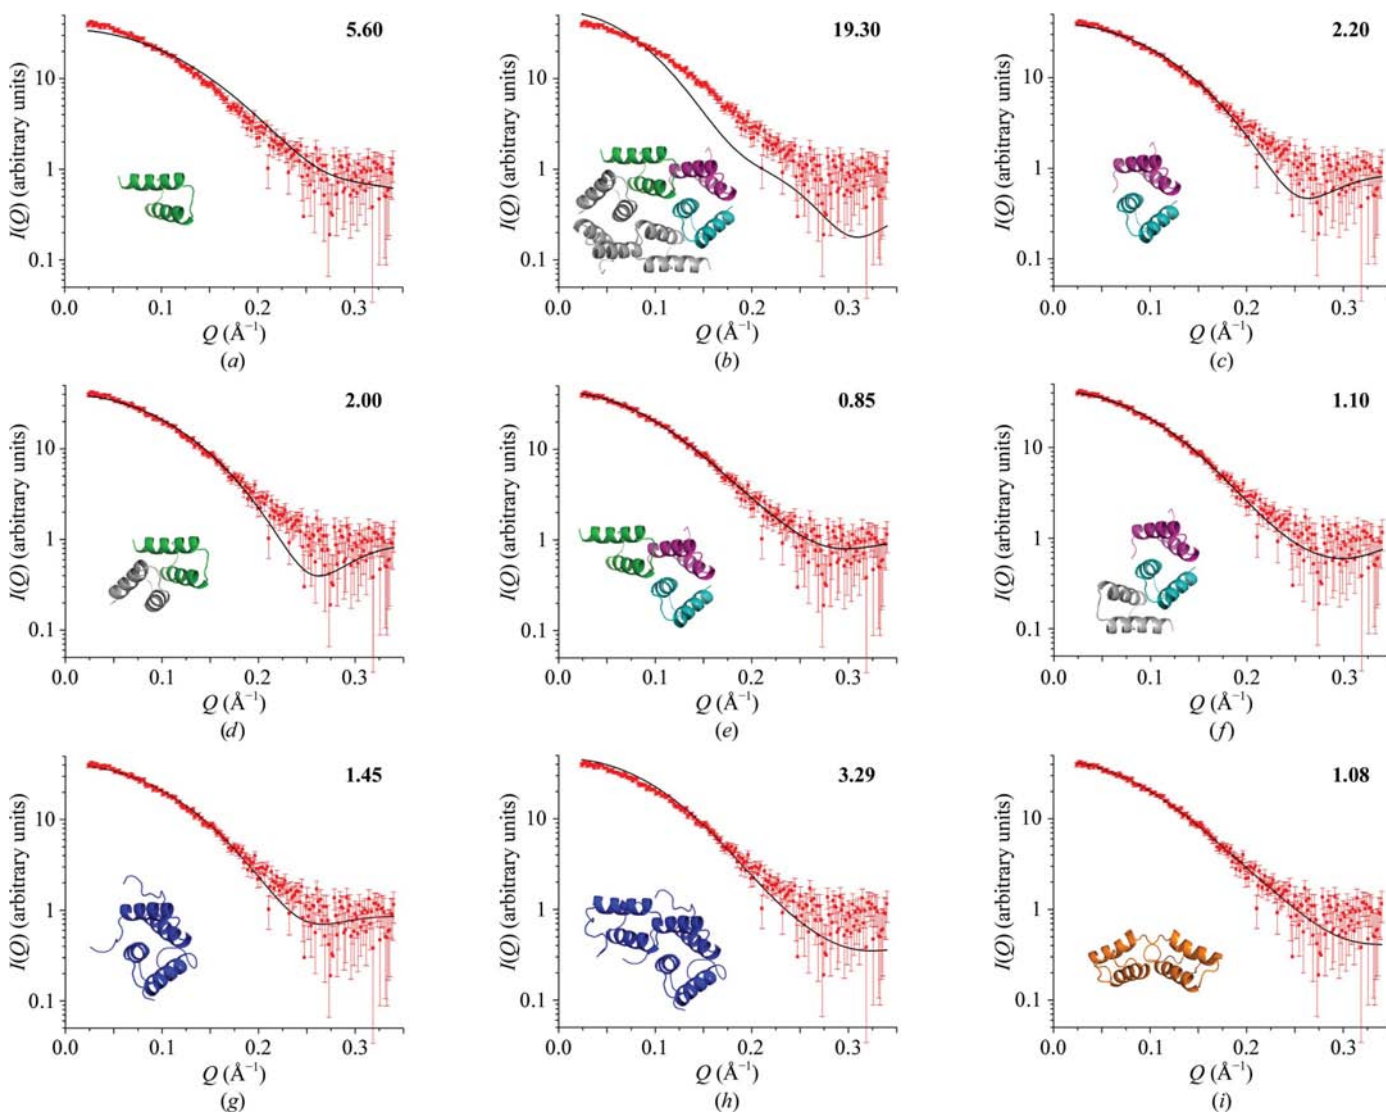 5.60
I(Q) (arbitrary units)
10
1
0.1
0.0 0.1 0.2 0.3
Q (Å⁻¹)
(a)
19.30
I(Q) (arbitrary units)
10
1
0.1
0.0 0.1 0.2 0.3
Q (Å⁻¹)
(b)
2.20
I(Q) (arbitrary units)
10
1
0.1
0.0 0.1 0.2 0.3
Q (Å⁻¹)
(c)
2.00
I(Q) (arbitrary units)
10
1
0.1
0.0 0.1 0.2 0.3
Q (Å⁻¹)
(d)
0.85
I(Q) (arbitrary units)
10
1
0.1
0.0 0.1 0.2 0.3
Q (Å⁻¹)
(e)
1.10
I(Q) (arbitrary units)
10
1
0.1
0.0 0.1 0.2 0.3
Q (Å⁻¹)
(f)
1.45
I(Q) (arbitrary units)
10
1
0.1
0.0 0.1 0.2 0.3
Q (Å⁻¹)
(g)
3.29
I(Q) (arbitrary units)
10
1
0.1
0.0 0.1 0.2 0.3
Q (Å⁻¹)
(h)
1.08
I(Q) (arbitrary units)
10
1
0.1
0.0 0.1 0.2 0.3
Q (Å⁻¹)
(i)